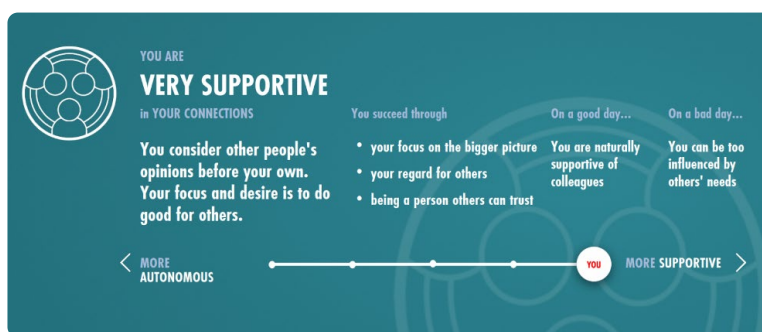 YOU ARE
VERY SUPPORTIVE
in YOUR CONNECTIONS
You consider other people's
opinions before your own.
Your focus and desire is to do
good for others.
You succeed through
• your focus on the bigger picture
• your regard for others
• being a person others can trust
On a good day...
You are naturally
supportive of
colleagues
On a bad day...
You can be too
influenced by
others' needs
MORE
AUTONOMOUS
YOU
MORE SUPPORTIVE